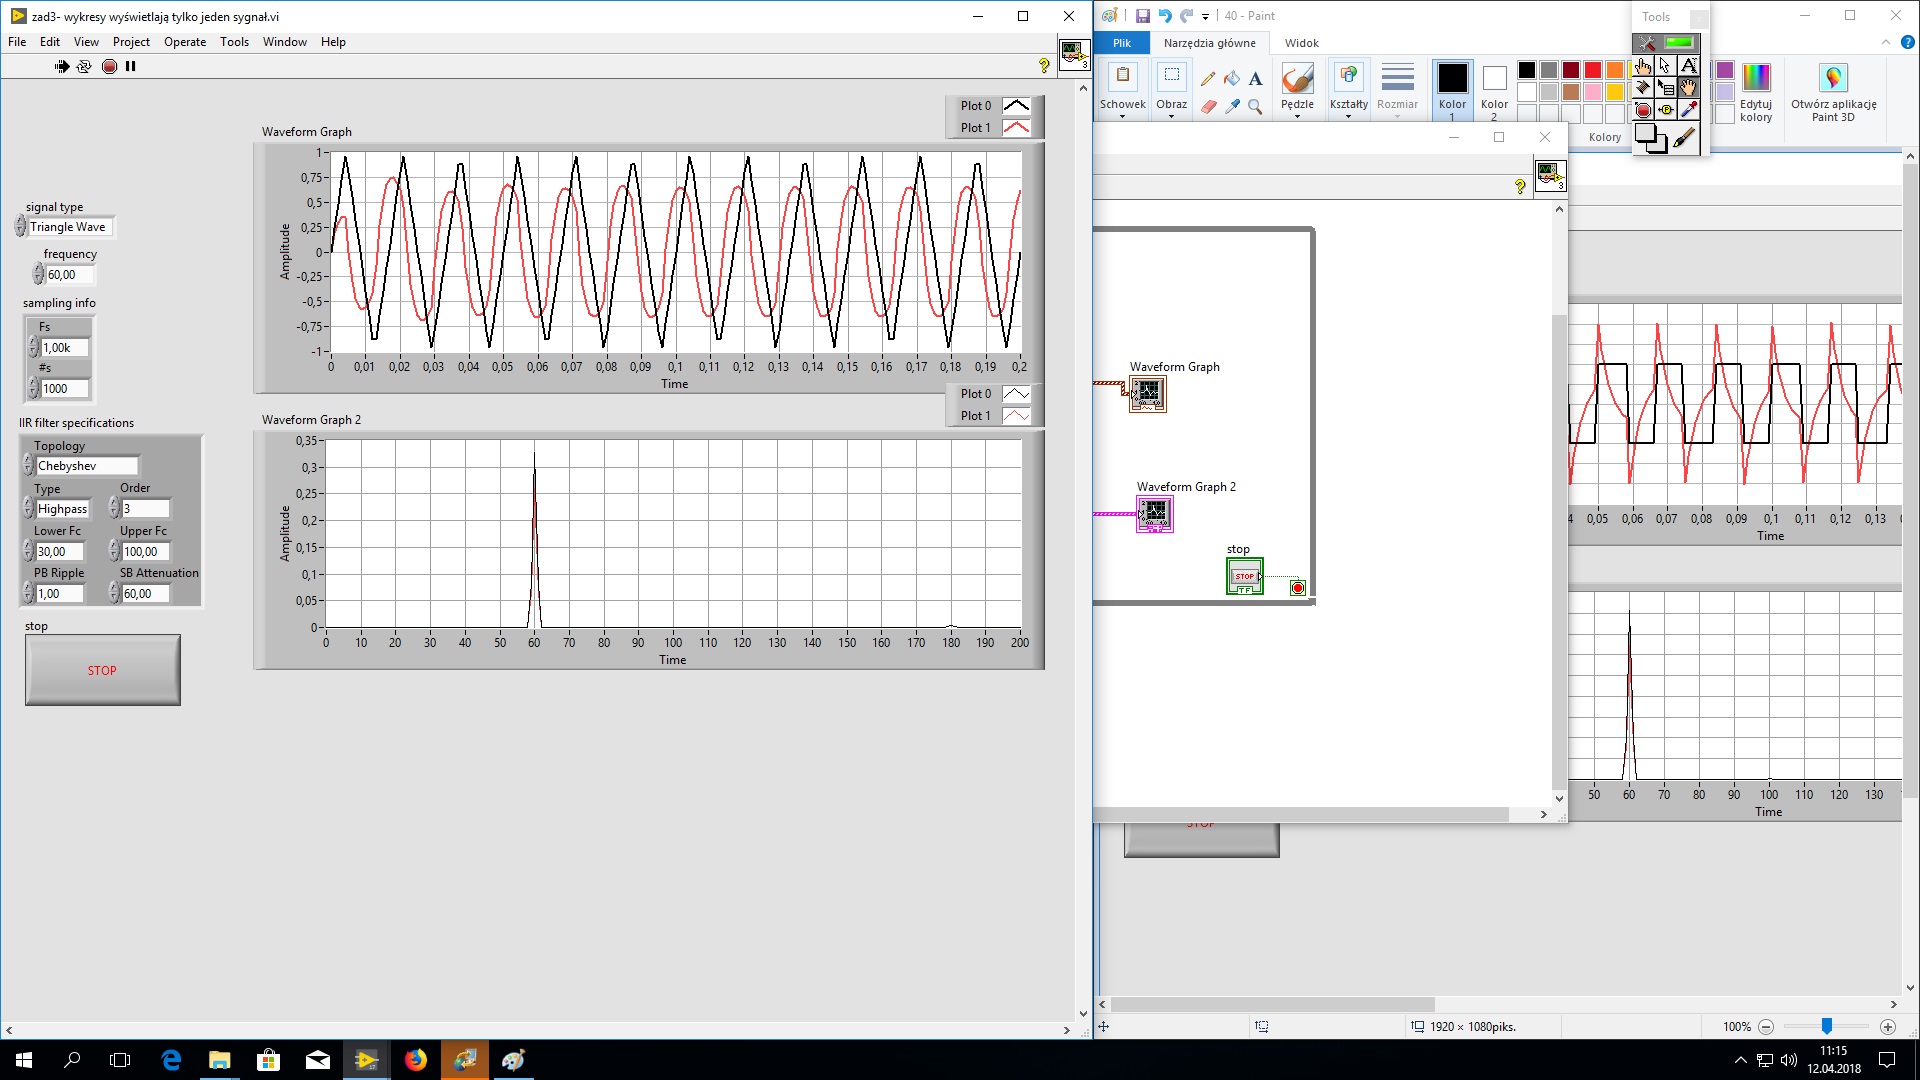 zad3- wykresy wyświetlają tylko jeden sygnał.vi
File Edit View Project Operate Tools Window Help
3
signal type
Triangle Wave
frequency
60,00
sampling info
Fs
1,00k
#s
1000
IIR filter specifications
Topology
Chebyshev
Type Order
Highpass 3
Lower Fc Upper Fc
30,00 100,00
PB Ripple SB Attenuation
1,00 60,00
stop
STOP
Plot 0
Plot 1
Waveform Graph
Amplitude
1
0,75
0,5
0,25
0
-0,25
-0,5
-0,75
-1
0 0,01 0,02 0,03 0,04 0,05 0,06 0,07 0,08 0,09 0,1 0,11 0,12 0,13 0,14 0,15 0,16 0,17 0,18 0,19 0,2
Time
Plot 0
Plot 1
Waveform Graph 2
Amplitude
0,35
0,3
0,25
0,2
0,15
0,1
0,05
0
0 10 20 30 40 50 60 70 80 90 100 110 120 130 140 150 160 170 180 190 200
Time
40 - Paint
Plik Narzędzia główne Widok
Schowek
Obraz
A
Pędzle
Kształty
Rozmiar
Kolor
1
Kolor
2
Edytuj
kolory
Otwórz aplikację
Paint 3D
Kolory
Tools
3
Waveform Graph
Waveform Graph 2
stop
STOP
TF
0,05 0,06 0,07 0,08 0,09 0,1 0,11 0,12 0,13
Time
50 60 70 80 90 100 110 120 130
Time
STOP
1920 × 1080piks.
100%
11:15
12.04.2018